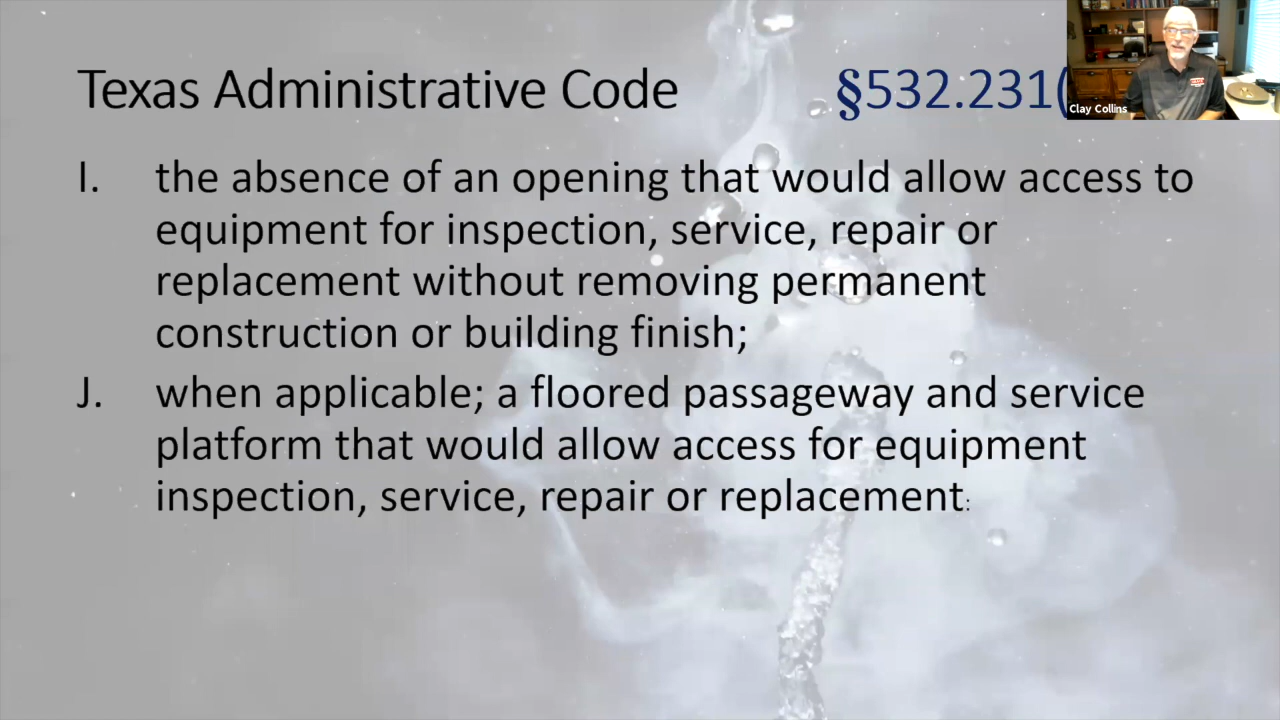 Texas Administrative Code §532.231(
Clay Collins
I. the absence of an opening that would allow access to
equipment for inspection, service, repair or
replacement without removing permanent
construction or building finish;
J. when applicable; a floored passageway and service
platform that would allow access for equipment
inspection, service, repair or replacement: